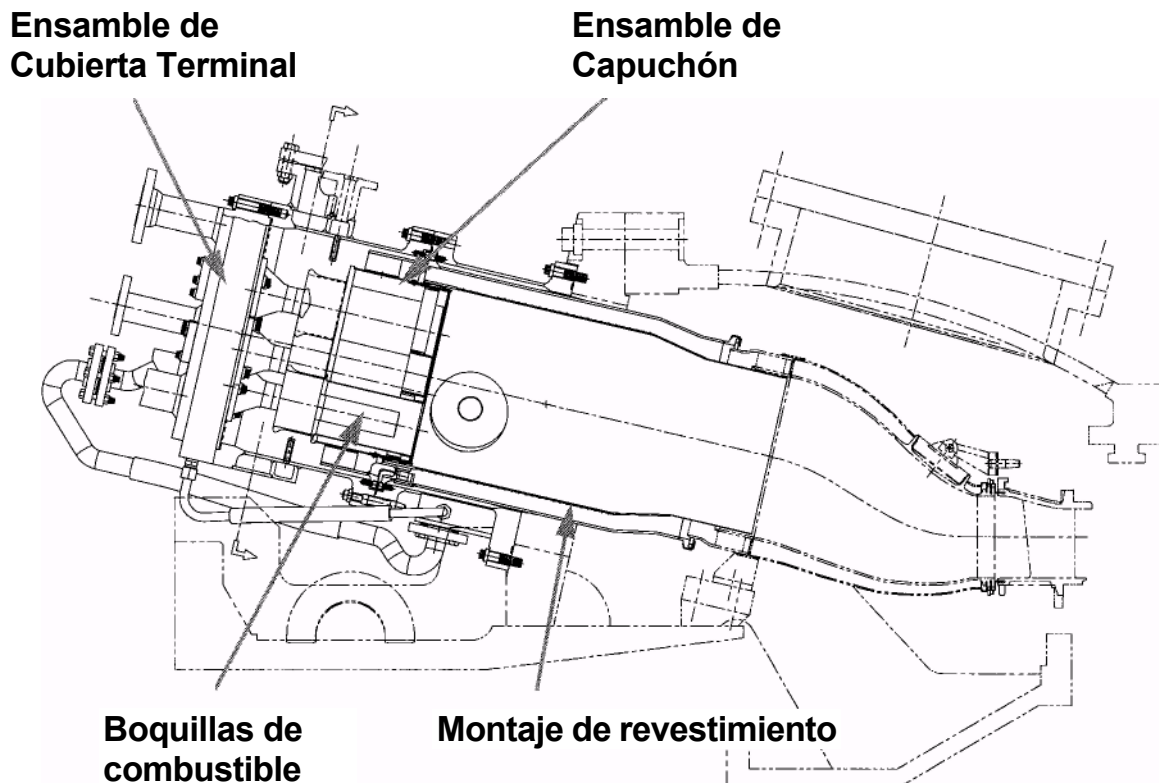 Ensamble de
Cubierta Terminal
Ensamble de
Capuchón
Boquillas de
combustible
Montaje de revestimiento